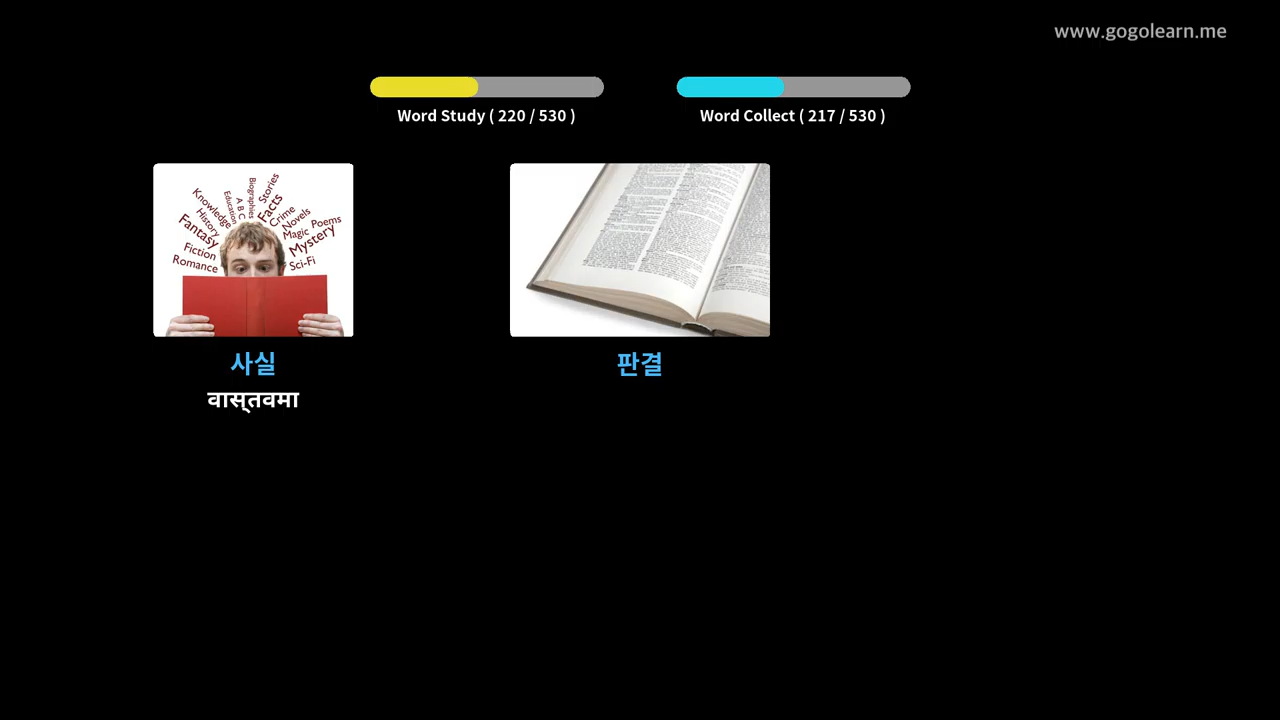 www.gogolearn.me
Word Study ( 220 / 530 )
Word Collect ( 217 / 530 )
Knowledge
History
Fantasy
Fiction
Romance
Education
A B C
Biographies
Stories
Facts
Crime
Novels
Magic Poems
Mystery
Sci-Fi
사실
판결
वास्तवमा